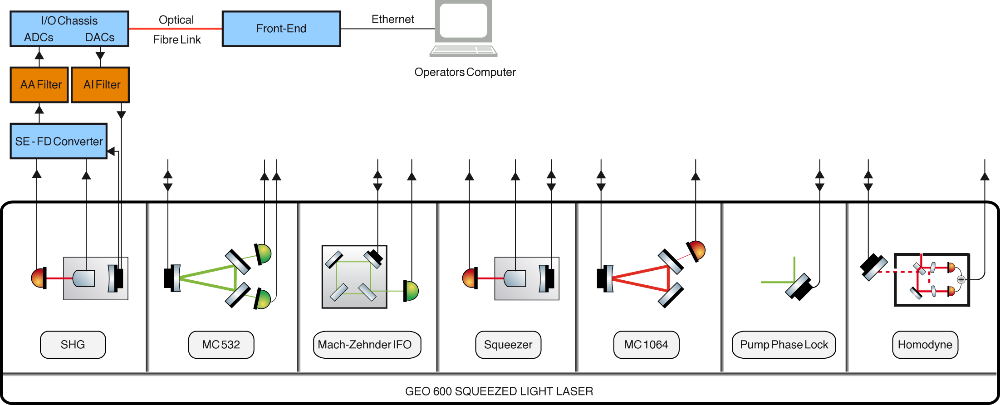 I/O Chassis
ADCs
DACs
Optical
Fibre Link
Front-End
Ethernet
Operators Computer
AA Filter
AI Filter
SE - FD Converter
SHG
MC 532
Mach-Zehnder IFO
Squeezer
MC 1064
Pump Phase Lock
Homodyne
GEO 600 SQUEEZED LIGHT LASER